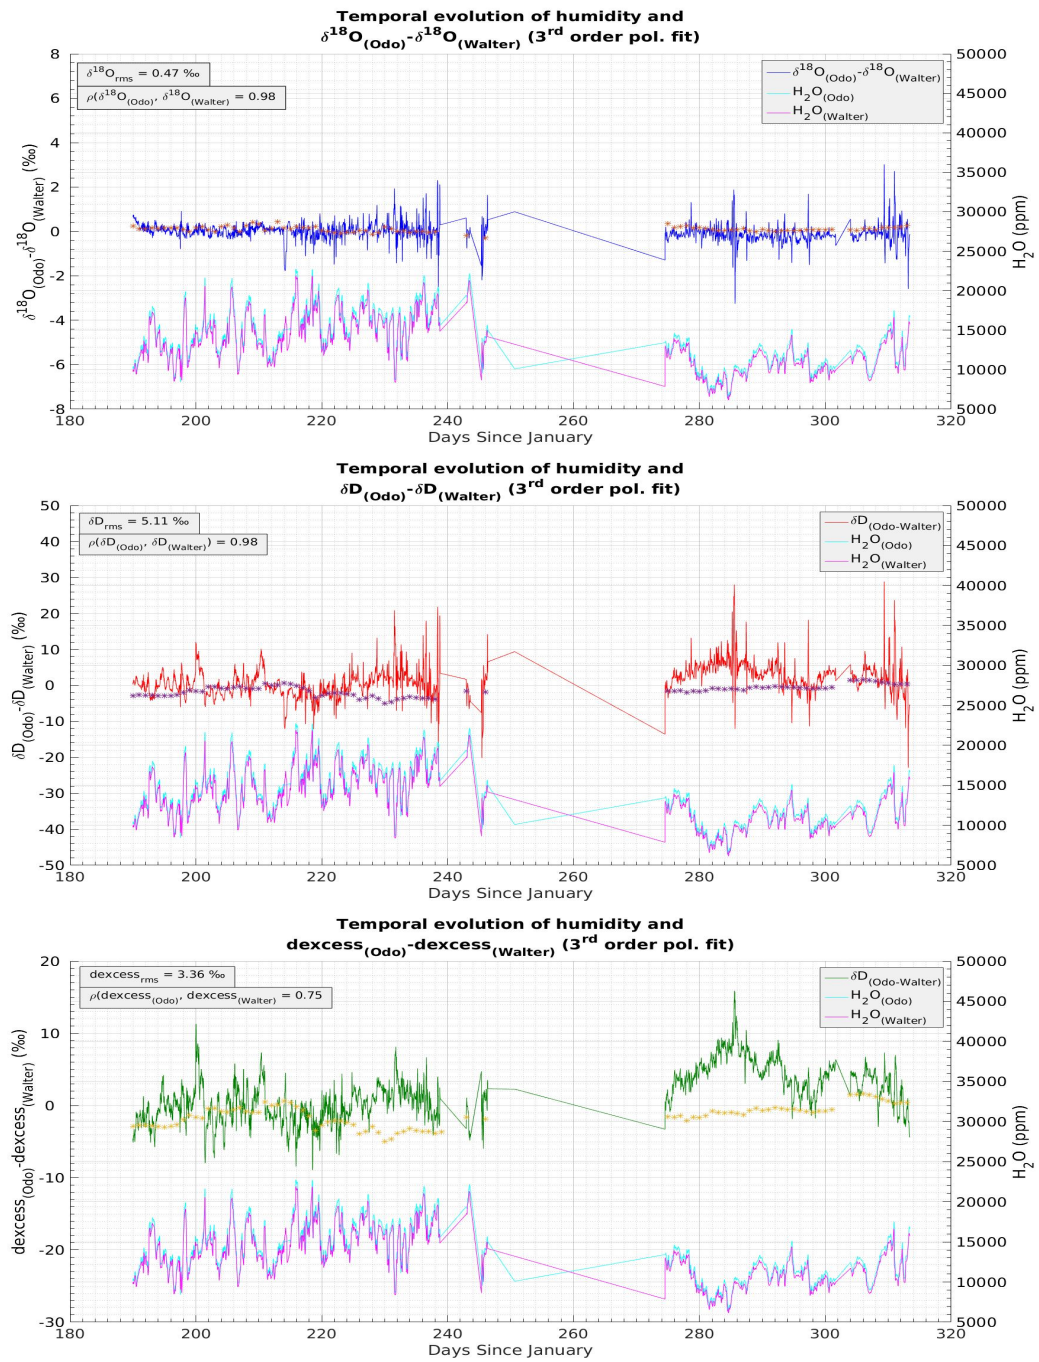 Temporal evolution of humidity and
δ¹⁸O(Odo)-δ¹⁸O(Walter) (3rd order pol. fit)
δ¹⁸Orms = 0.47 ‰
ρ(δ¹⁸O(Odo), δ¹⁸O(Walter) = 0.98
δ¹⁸O(Odo)-δ¹⁸O(Walter)
H₂O(Odo)
H₂O(Walter)
8
6
4
2
0
-2
-4
-6
-8
δ¹⁸O(Odo)-δ¹⁸O(Walter) (‰)
50000
45000
40000
35000
30000
25000
20000
15000
10000
5000
H₂O (ppm)
180 200 220 240 260 280 300 320
Days Since January
Temporal evolution of humidity and
δD(Odo)-δD(Walter) (3rd order pol. fit)
δDrms = 5.11 ‰
ρ(δD(Odo), δD(Walter)) = 0.98
δD(Odo-Walter)
H₂O(Odo)
H₂O(Walter)
50
40
30
20
10
0
-10
-20
-30
-40
-50
δD(Odo)-δD(Walter) (‰)
50000
45000
40000
35000
30000
25000
20000
15000
10000
5000
H₂O (ppm)
180 200 220 240 260 280 300 320
Days Since January
Temporal evolution of humidity and
dexcess(Odo)-dexcess(Walter) (3rd order pol. fit)
dexcessrms = 3.36 ‰
ρ(dexcess(Odo), dexcess(Walter) = 0.75
δD(Odo-Walter)
H₂O(Odo)
H₂O(Walter)
20
10
0
-10
-20
-30
dexcess(Odo)-dexcess(Walter) (‰)
50000
45000
40000
35000
30000
25000
20000
15000
10000
5000
H₂O (ppm)
180 200 220 240 260 280 300 320
Days Since January